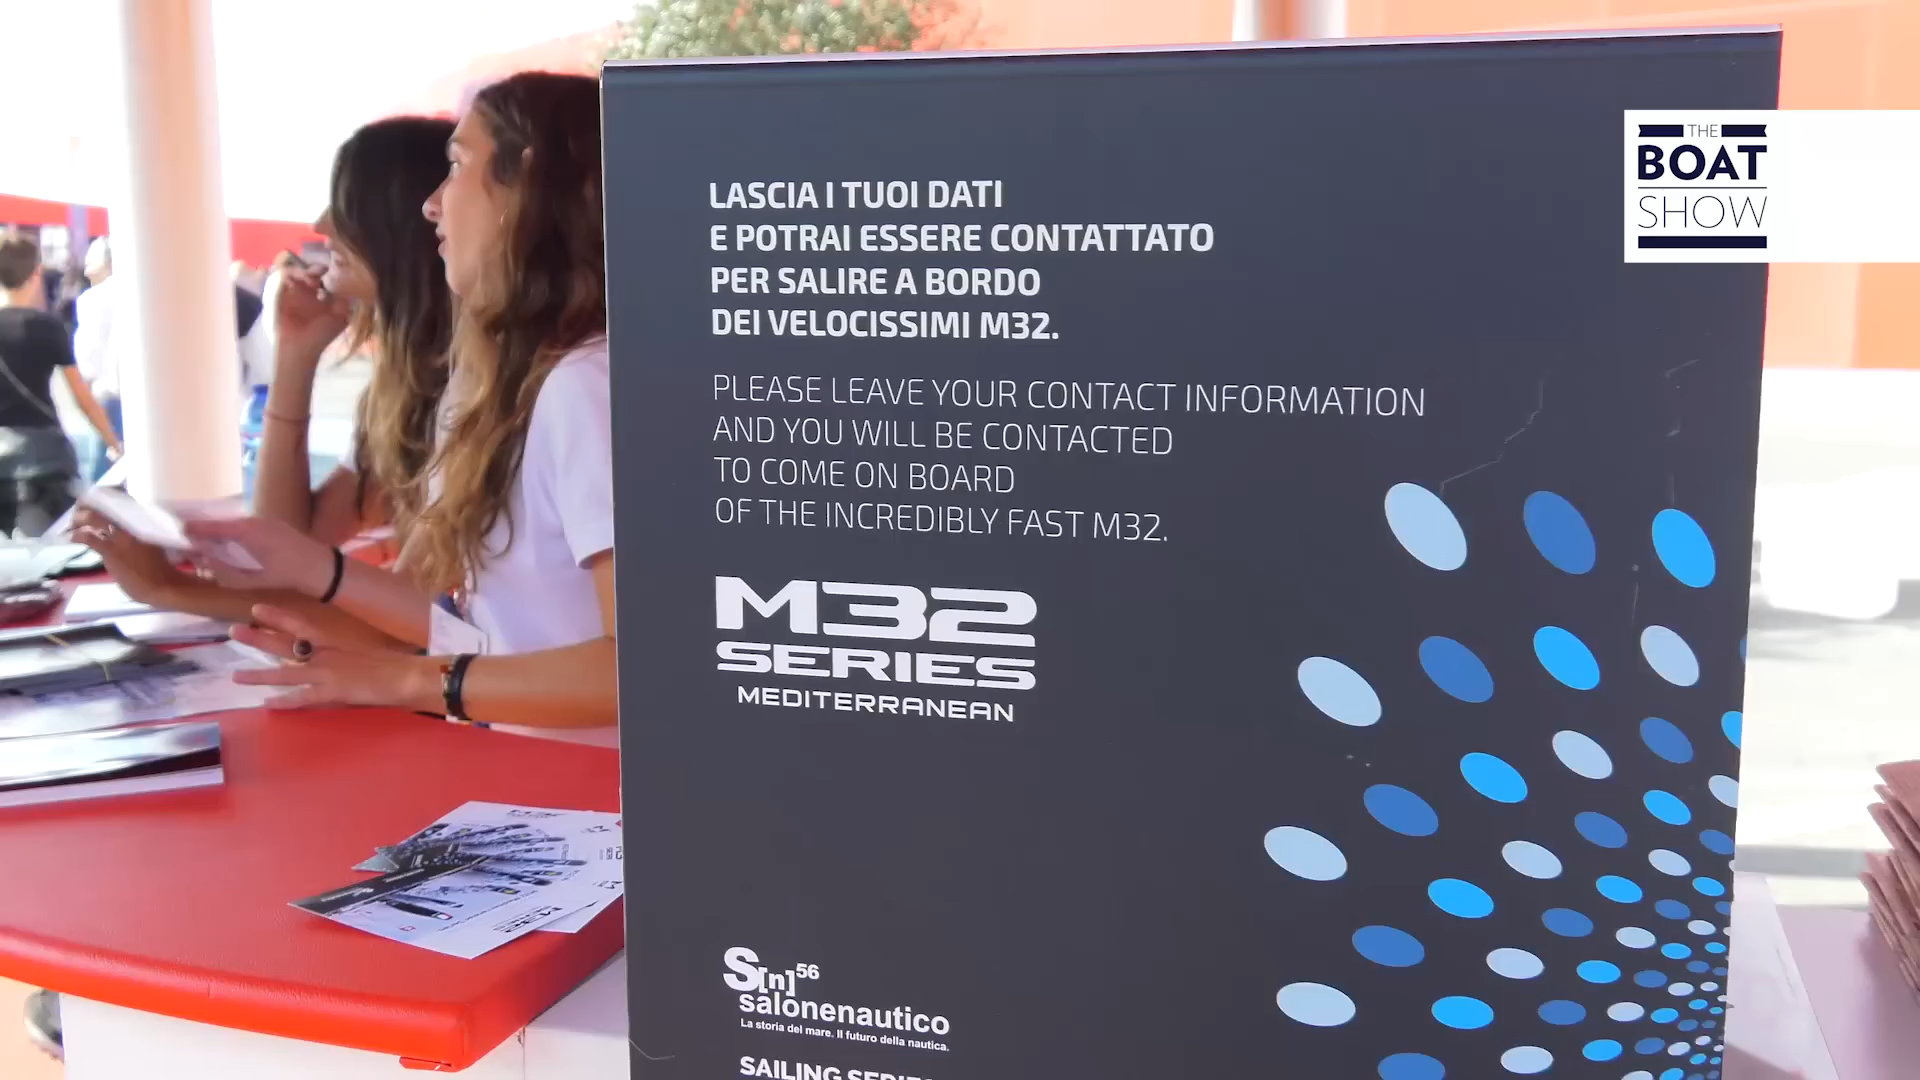 LASCIA I TUOI DATI
E POTRAI ESSERE CONTATTATO
PER SALIRE A BORDO
DEI VELOCISSIMI M32.
PLEASE LEAVE YOUR CONTACT INFORMATION
AND YOU WILL BE CONTACTED
TO COME ON BOARD
OF THE INCREDIBLY FAST M32.
M32
SERIES
MEDITERRANEAN
S[n]56
salonenautico
La storia del mare. Il futuro della nautica.
SAILING SERIES
THE
BOAT
SHOW